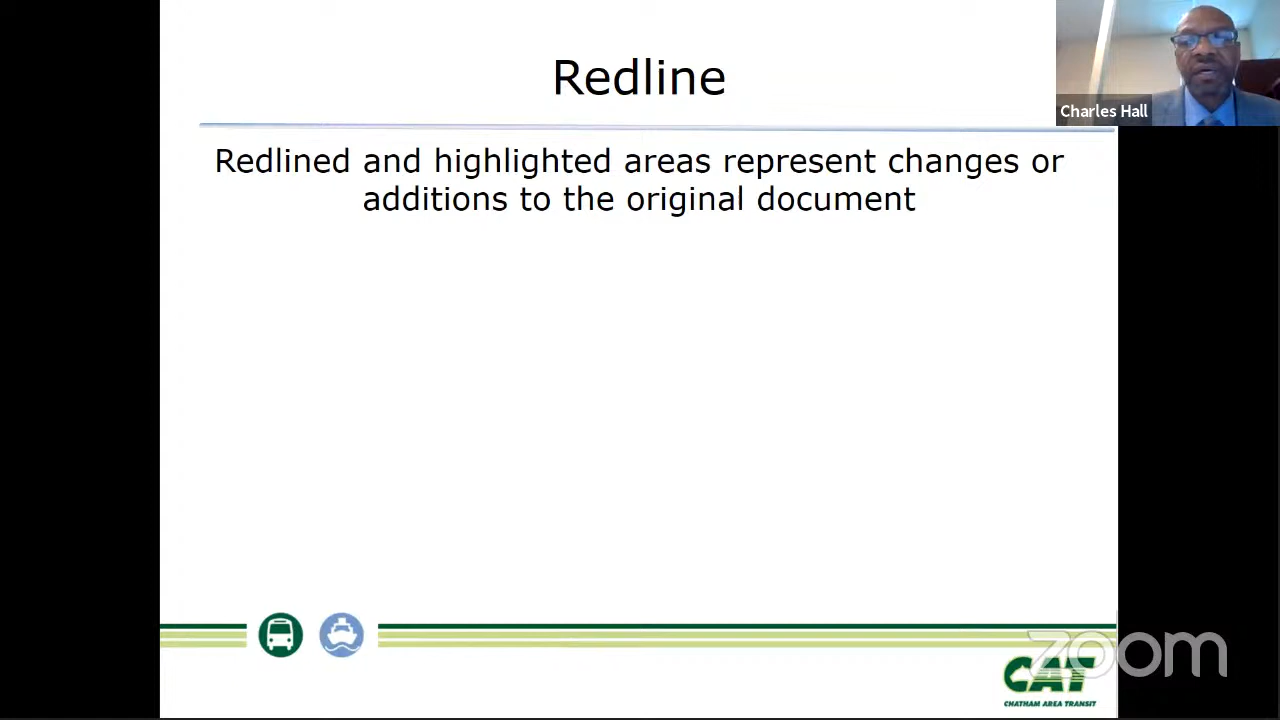 Redline
Charles Hall
Redlined and highlighted areas represent changes or
additions to the original document
zoom
CAT
CHATHAM AREA TRANSIT